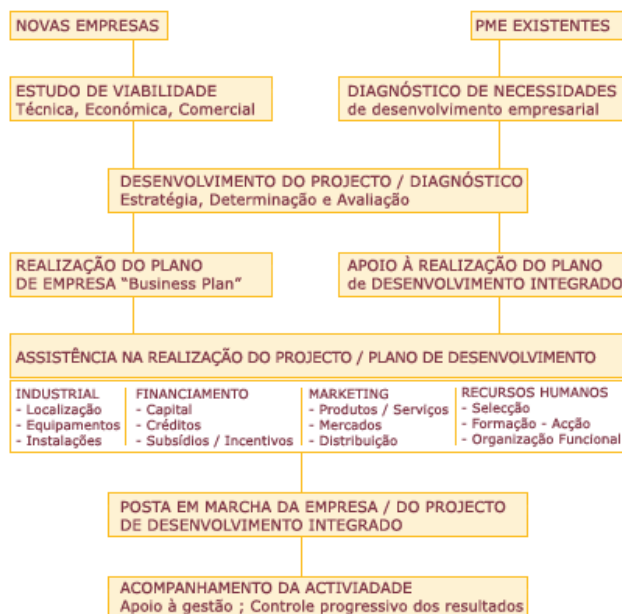 NOVAS EMPRESAS
PME EXISTENTES
ESTUDO DE VIABILIDADE
Técnica, Económica, Comercial
DIAGNÓSTICO DE NECESSIDADES
de desenvolvimento empresarial
DESENVOLVIMENTO DO PROJECTO / DIAGNÓSTICO
Estratégia, Determinação e Avaliação
REALIZAÇÃO DO PLANO
DE EMPRESA “Business Plan”
APOIO À REALIZAÇÃO DO PLANO
de DESENVOLVIMENTO INTEGRADO
ASSISTÊNCIA NA REALIZAÇÃO DO PROJECTO / PLANO DE DESENVOLVIMENTO
INDUSTRIAL
- Localização
- Equipamentos
- Instalações
FINANCIAMENTO
- Capital
- Créditos
- Subsídios / Incentivos
MARKETING
- Produtos / Serviços
- Mercados
- Distribuição
RECURSOS HUMANOS
- Selecção
- Formação - Acção
- Organização Funcional
POSTA EM MARCHA DA EMPRESA / DO PROJECTO
DE DESENVOLVIMENTO INTEGRADO
ACOMPANHAMENTO DA ACTIVIADADE
Apoio à gestão ; Controle progressivo dos resultados